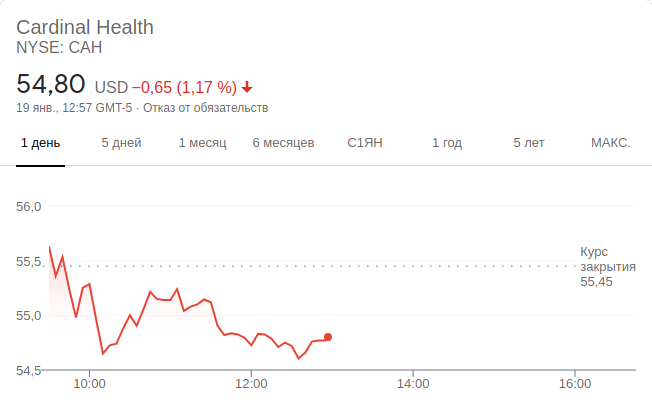 Cardinal Health
NYSE: CAH
54,80 USD −0,65 (1,17 %)
19 янв., 12:57 GMT-5 · Отказ от обязательств
1 день 5 дней 1 месяц 6 месяцев С1ЯН 1 год 5 лет МАКС.
56,0
Курс
55,5
закрытия
55,45
55,0
54,5
10:00 12:00 14:00 16:00